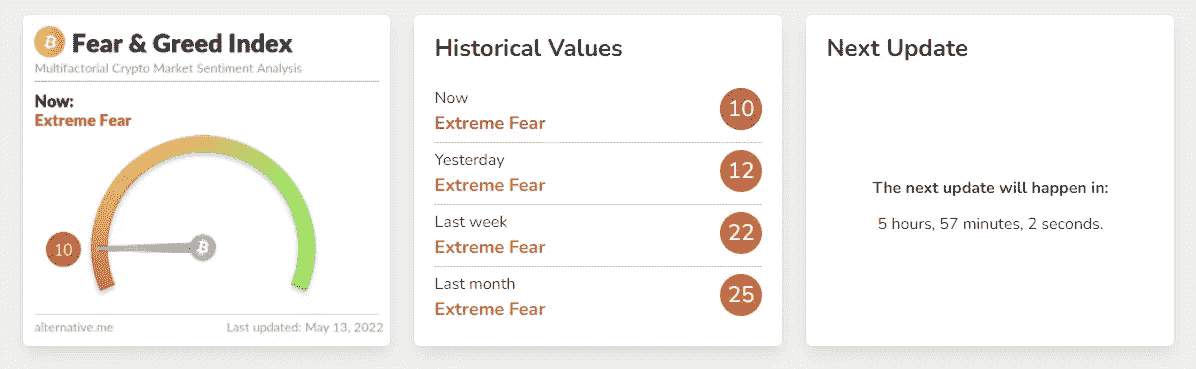 Fear & Greed Index
Multifactorial Crypto Market Sentiment Analysis
Now:
Extreme Fear
10
alternative.me
Last updated: May 13, 2022
Historical Values
Now
Extreme Fear
10
Yesterday
Extreme Fear
12
Last week
Extreme Fear
22
Last month
Extreme Fear
25
Next Update
The next update will happen in:
5 hours, 57 minutes, 2 seconds.